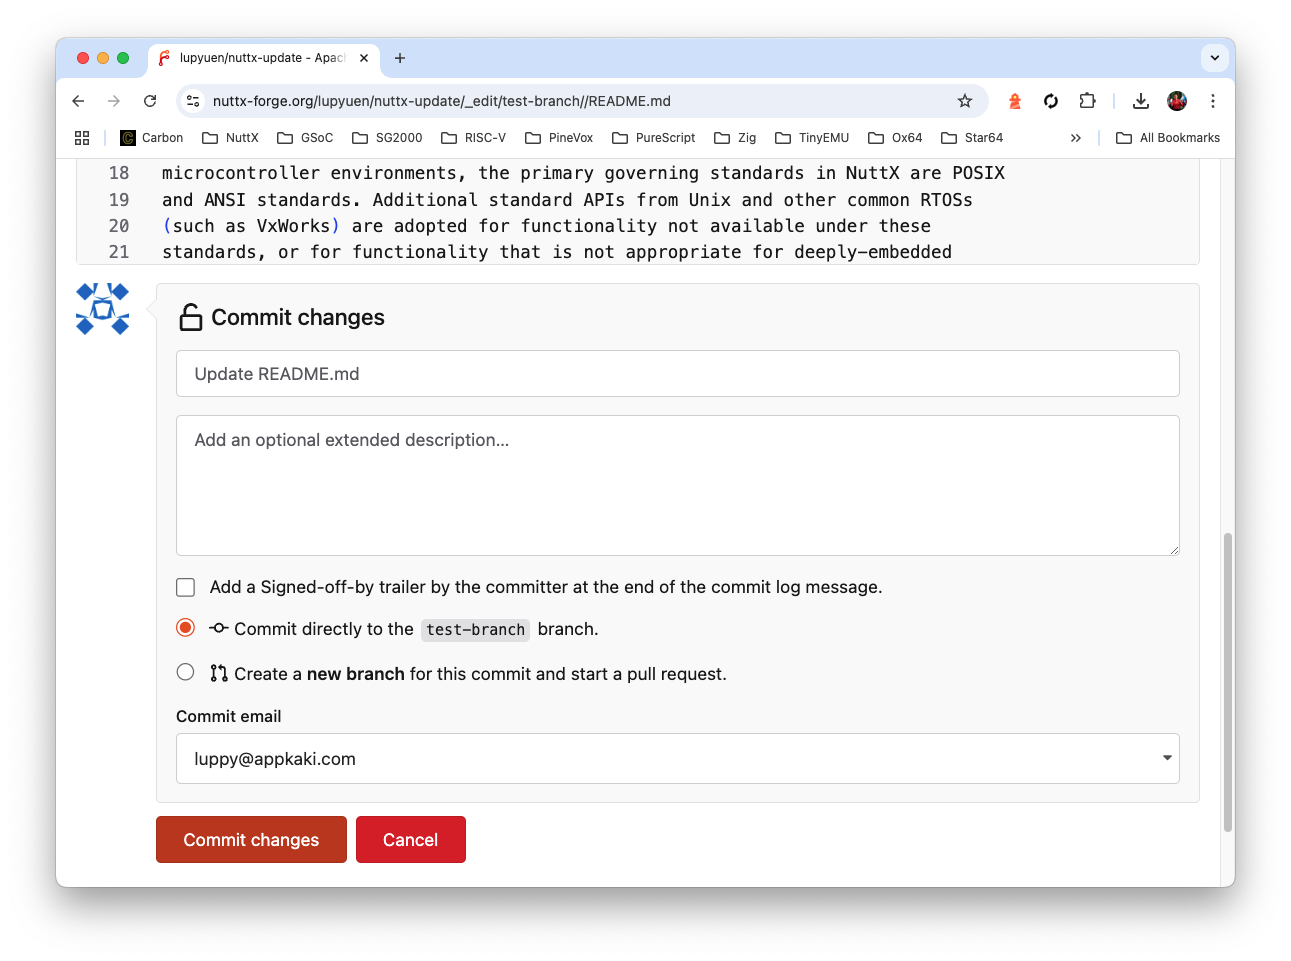 lupyuen/nuttx-update - Apac
nuttx-forge.org/lupyuen/nuttx-update/_edit/test-branch//README.md
Carbon NuttX GSoC SG2000 RISC-V PineVox PureScript Zig TinyEMU Ox64 Star64 » All Bookmarks
18 microcontroller environments, the primary governing standards in NuttX are POSIX
19 and ANSI standards. Additional standard APIs from Unix and other common RTOSs
20 (such as VxWorks) are adopted for functionality not available under these
21 standards, or for functionality that is not appropriate for deeply-embedded
Commit changes
Update README.md
Add an optional extended description...
Add a Signed-off-by trailer by the committer at the end of the commit log message.
Commit directly to the test-branch branch.
Create a new branch for this commit and start a pull request.
Commit email
luppy@appkaki.com
Commit changes Cancel